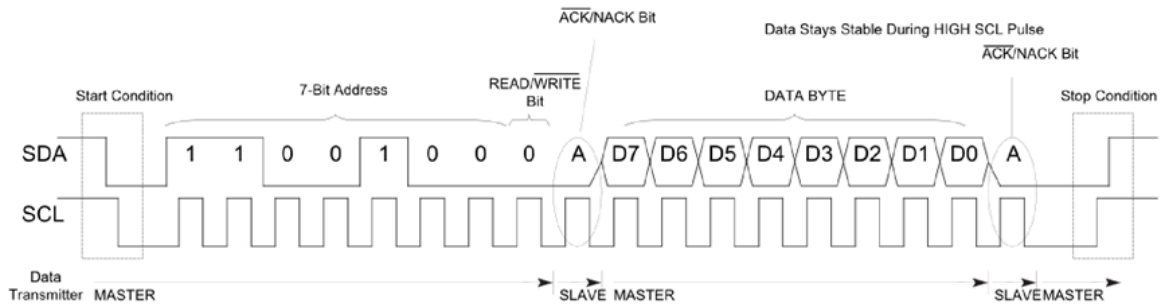 ACK/NACK Bit
Data Stays Stable During HIGH SCL Pulse
ACK/NACK Bit
Start Condition
7-Bit Address
READ/WRITE
Bit
DATA BYTE
Stop Condition
SDA 1 1 0 0 1 0 0 0 A D7 D6 D5 D4 D3 D2 D1 D0 A
SCL
Data
Transmitter MASTER SLAVE MASTER SLAVE MASTER